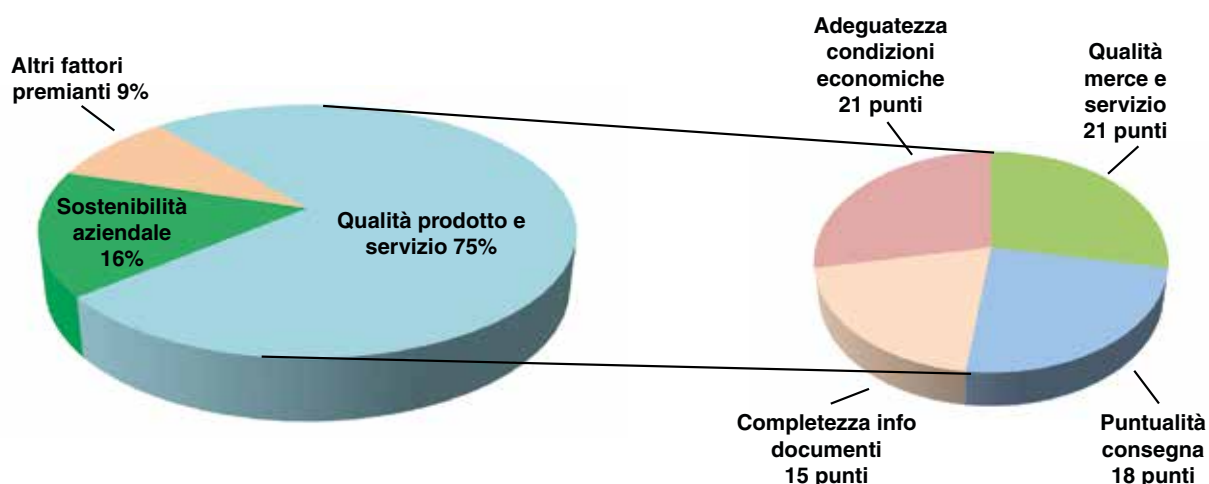 Altri fattori
premianti 9%
Sostenibilità
aziendale
16%
Qualità prodotto e
servizio 75%
Adeguatezza
condizioni
economiche
21 punti
Qualità
merce e
servizio
21 punti
Completezza info
documenti
15 punti
Puntualità
consegna
18 punti